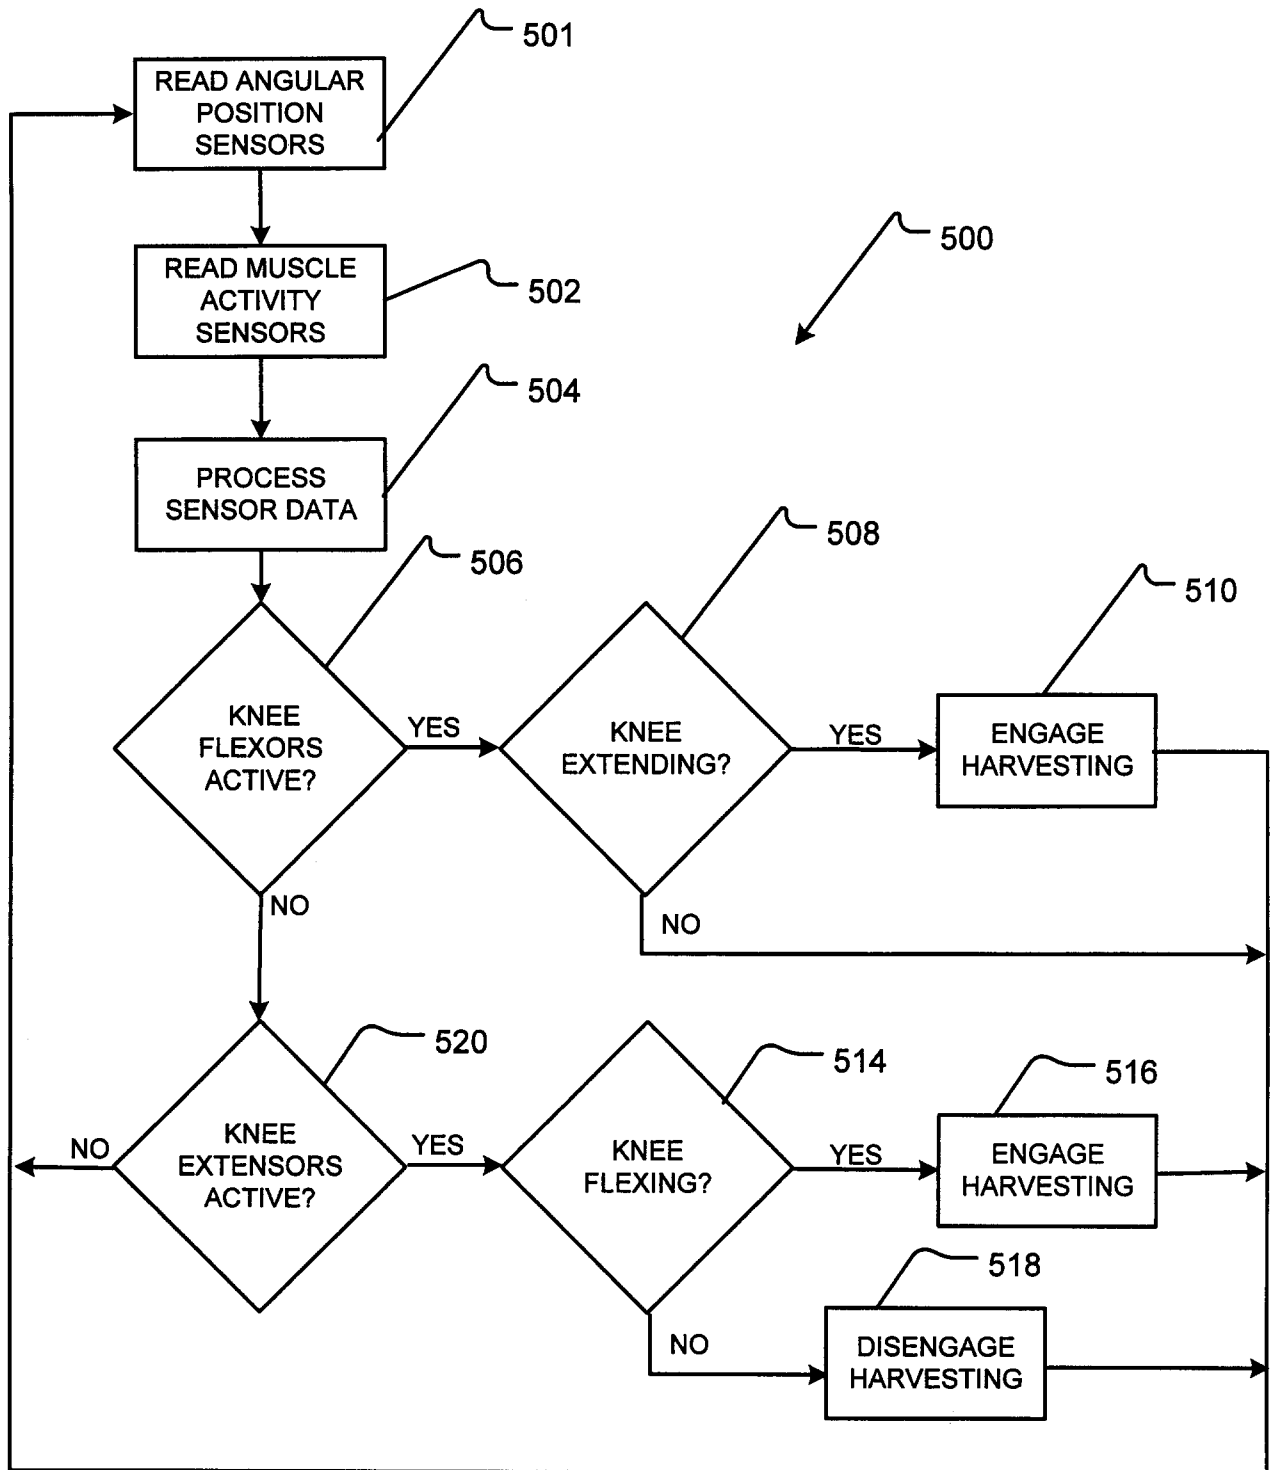 501
READ ANGULAR
POSITION
SENSORS
500
READ MUSCLE
ACTIVITY
SENSORS
502
504
PROCESS
SENSOR DATA
506
508
510
KNEE
FLEXORS
ACTIVE?
YES
KNEE
EXTENDING?
YES
ENGAGE
HARVESTING
NO
NO
520
514
516
NO
KNEE
EXTENSORS
ACTIVE?
YES
KNEE
FLEXING?
YES
ENGAGE
HARVESTING
518
NO
DISENGAGE
HARVESTING